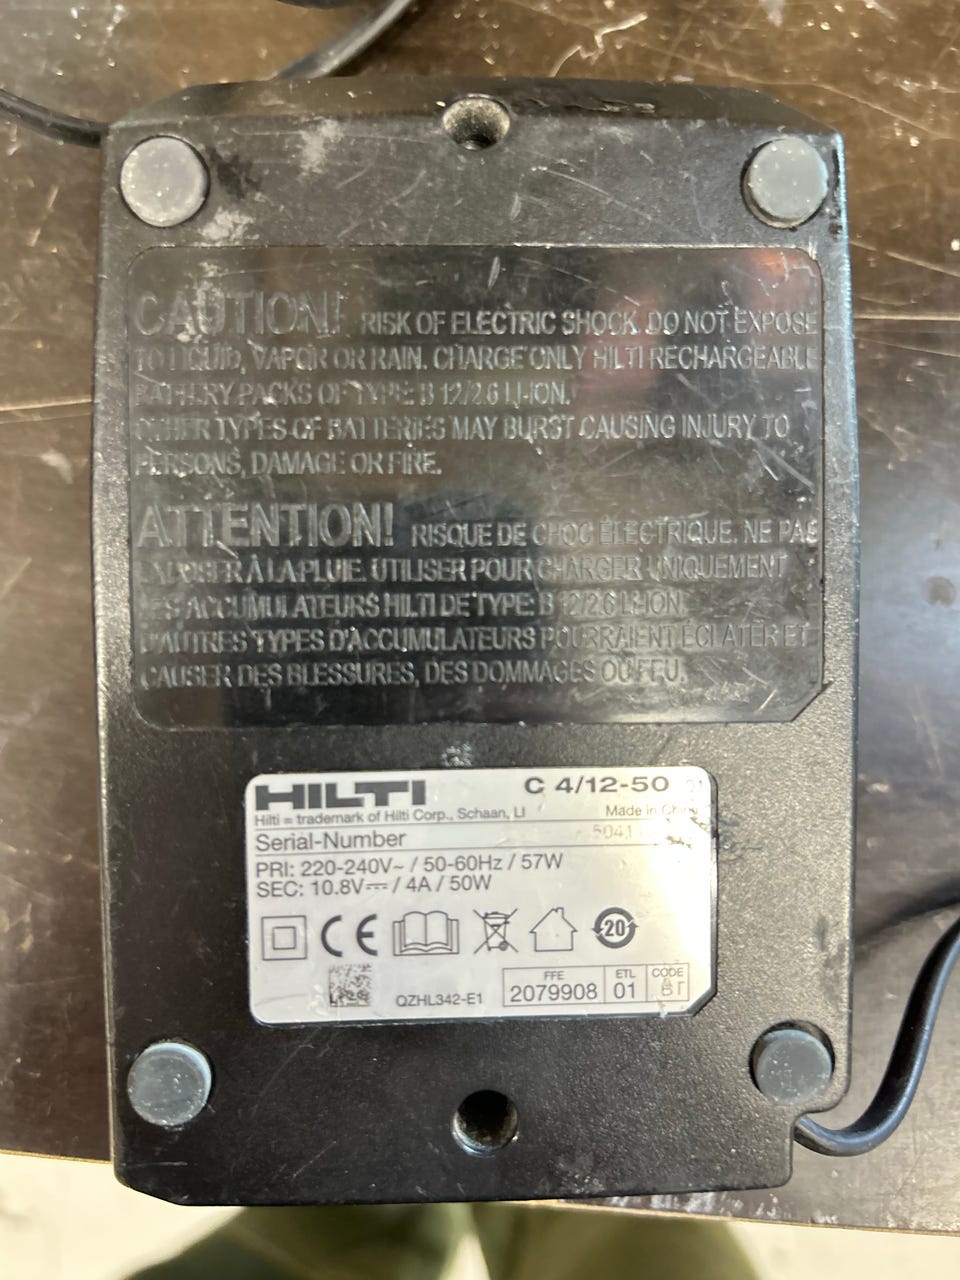 CAUTION! RISK OF ELECTRIC SHOCK. DO NOT EXPOSE
TO LIQUID, VAPOR OR RAIN. CHARGE ONLY HILTI RECHARGEABLE
BATTERY PACKS OF TYPE: B 12/2.6 LI-ION.
OTHER TYPES OF BATTERIES MAY BURST CAUSING INJURY TO
PERSONS, DAMAGE OR FIRE.
ATTENTION! RISQUE DE CHOC ÉLECTRIQUE. NE PAS
EXPOSER À LA PLUIE. UTILISER POUR CHARGER UNIQUEMENT
LES ACCUMULATEURS HILTI DE TYPE: B 12/2.6 LI-ION.
D'AUTRES TYPES D'ACCUMULATEURS POURRAIENT ÉCLATER ET
CAUSER DES BLESSURES, DES DOMMAGES OU FEU.
HILTI C 4/12-50 01
Hilti = trademark of Hilti Corp., Schaan, LI Made in China
Serial-Number
PRI: 220-240V~ / 50-60Hz / 57W
SEC: 10.8V⎓ / 4A / 50W
CE 20
FFE ETL CODE
QZHL342-E1 2079908 01